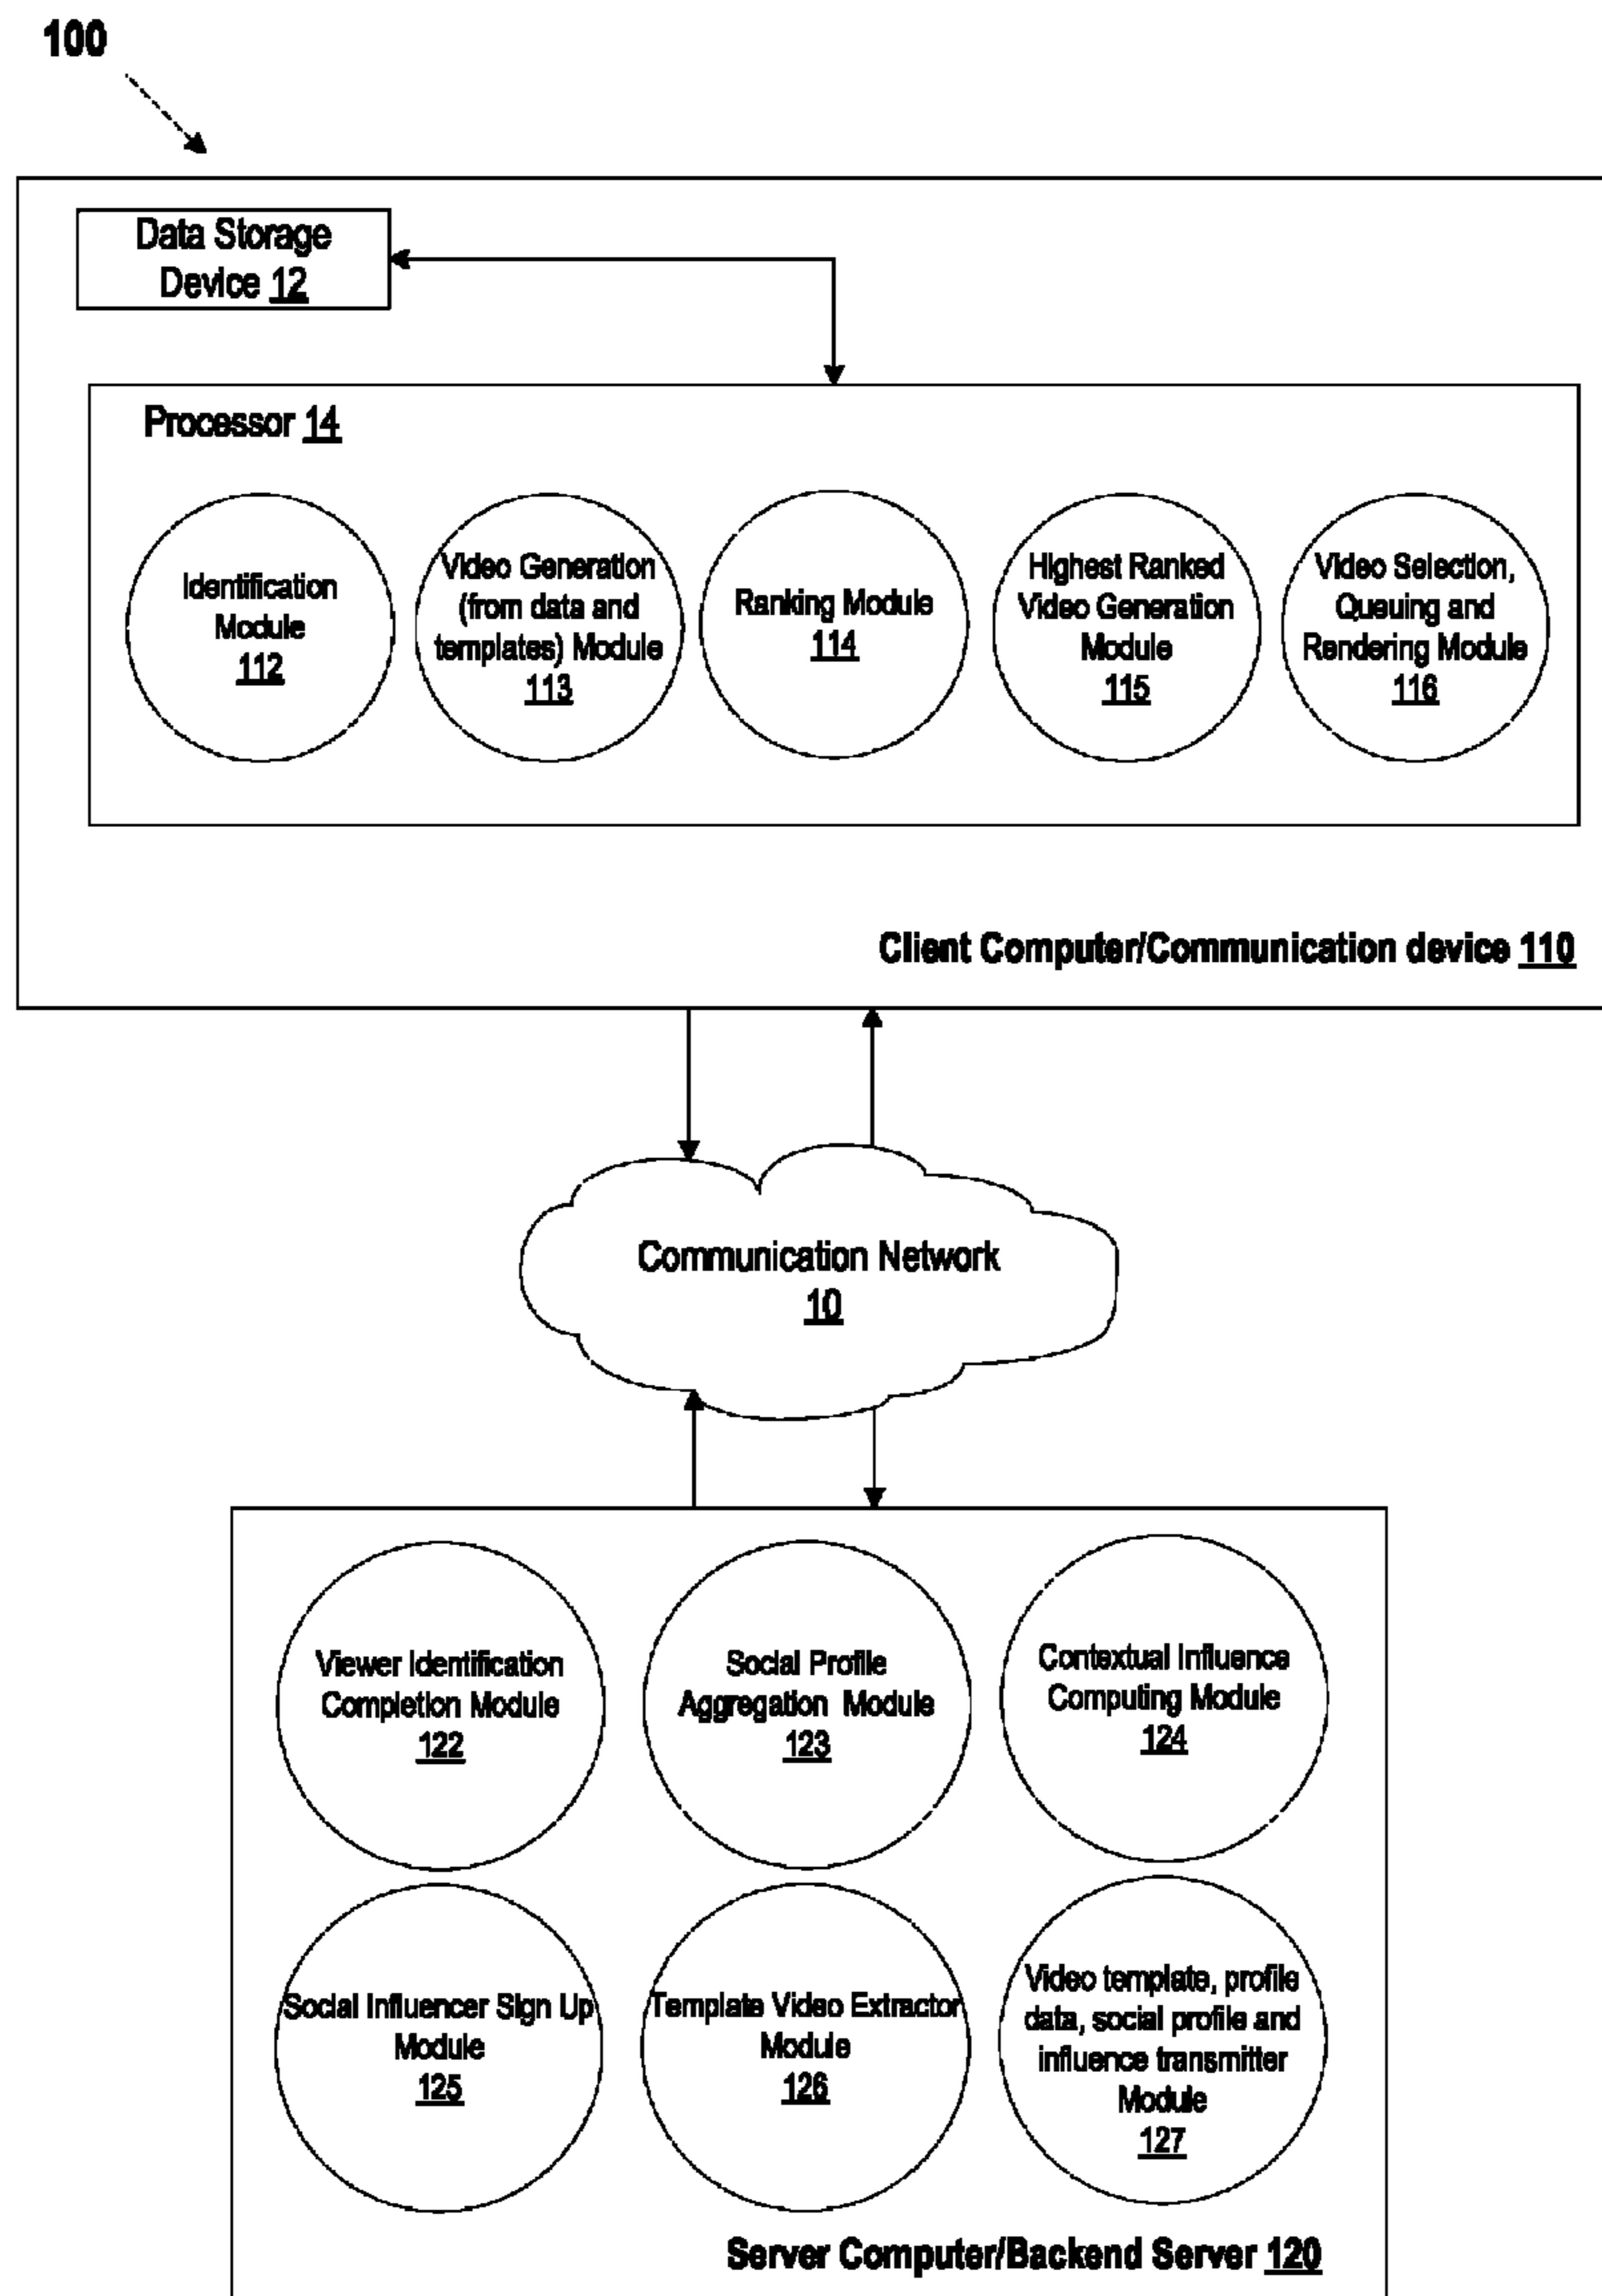 100
Data Storage
Device 12
Processor 14
Identification
Module
112
Video Generation
(from data and
templates) Module
113
Ranking Module
114
Highest Ranked
Video Generation
Module
115
Video Selection,
Queuing and
Rendering Module
116
Client Computer/Communication device 110
Communication Network
10
Viewer Identification
Completion Module
122
Social Profile
Aggregation Module
123
Contextual Influence
Computing Module
124
Social Influencer Sign Up
Module
125
Template Video Extractor
Module
126
Video template, profile
data, social profile and
influence transmitter
Module
127
Server Computer/Backend Server 120